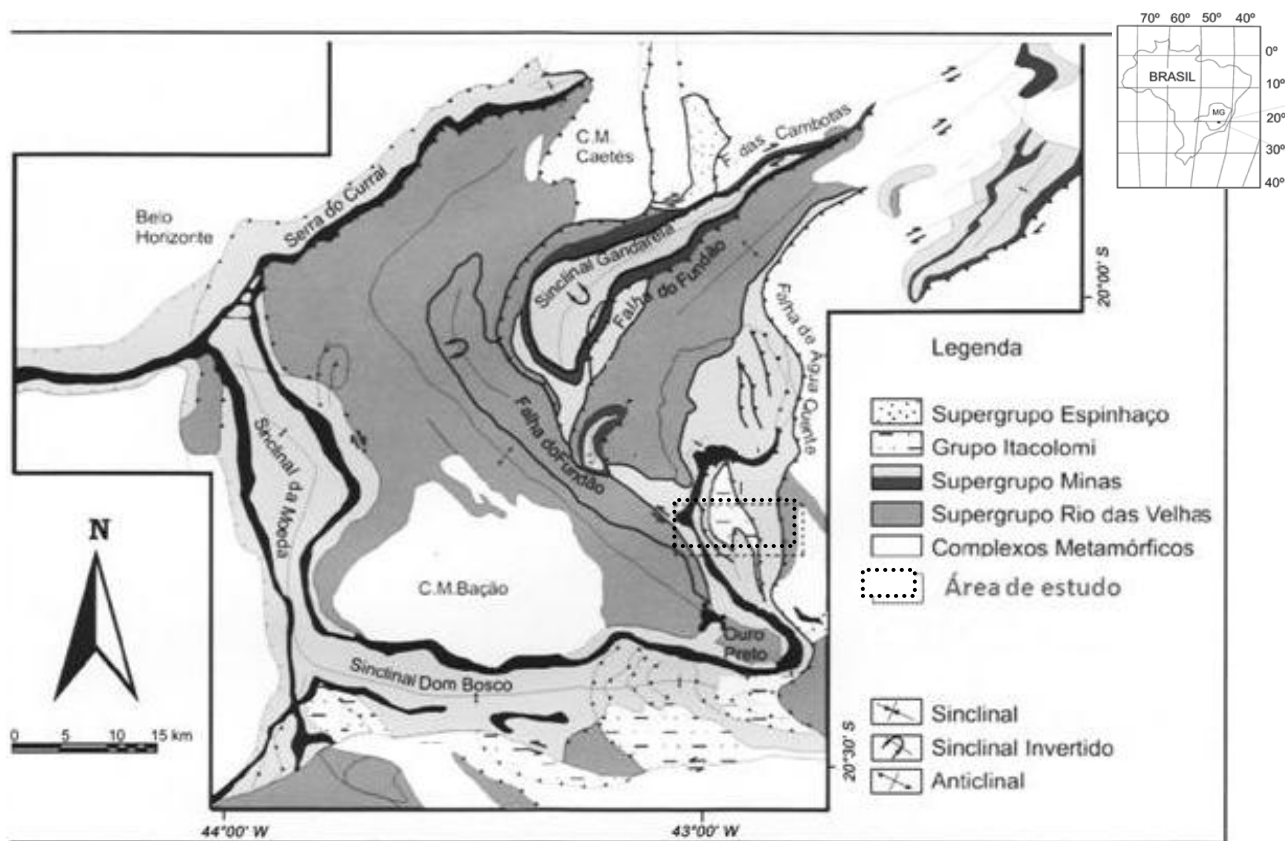 70º 60º 50º 40º
0º
10º
20º
30º
40º
BRASIL
MG
C.M.
Caetés
F. das Cambotas
Serra do Curral
Belo
Horizonte
Sinclinal Gandarela
Falha do Fundão
Falha de Água Quente
20°00' S
Sinclinal da Moeda
Falha do Fundão
C.M.Bação
Ouro
Preto
Sinclinal Dom Bosco
20°30' S
N
0 5 10 15 km
44°00' W
43°00' W
Legenda
Supergrupo Espinhaço
Grupo Itacolomi
Supergrupo Minas
Supergrupo Rio das Velhas
Complexos Metamórficos
Área de estudo
Sinclinal
Sinclinal Invertido
Anticlinal